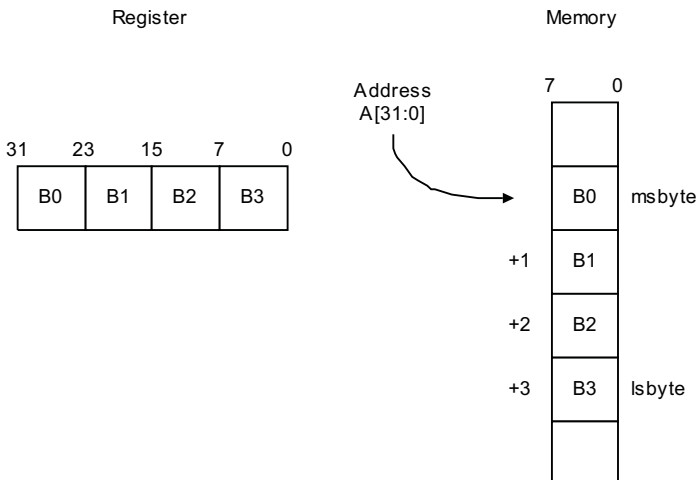 Register
Memory
Address
A[31:0]
7 0
31 23 15 7 0
B0 B1 B2 B3
B0 msbyte
+1 B1
+2 B2
+3 B3 lsbyte